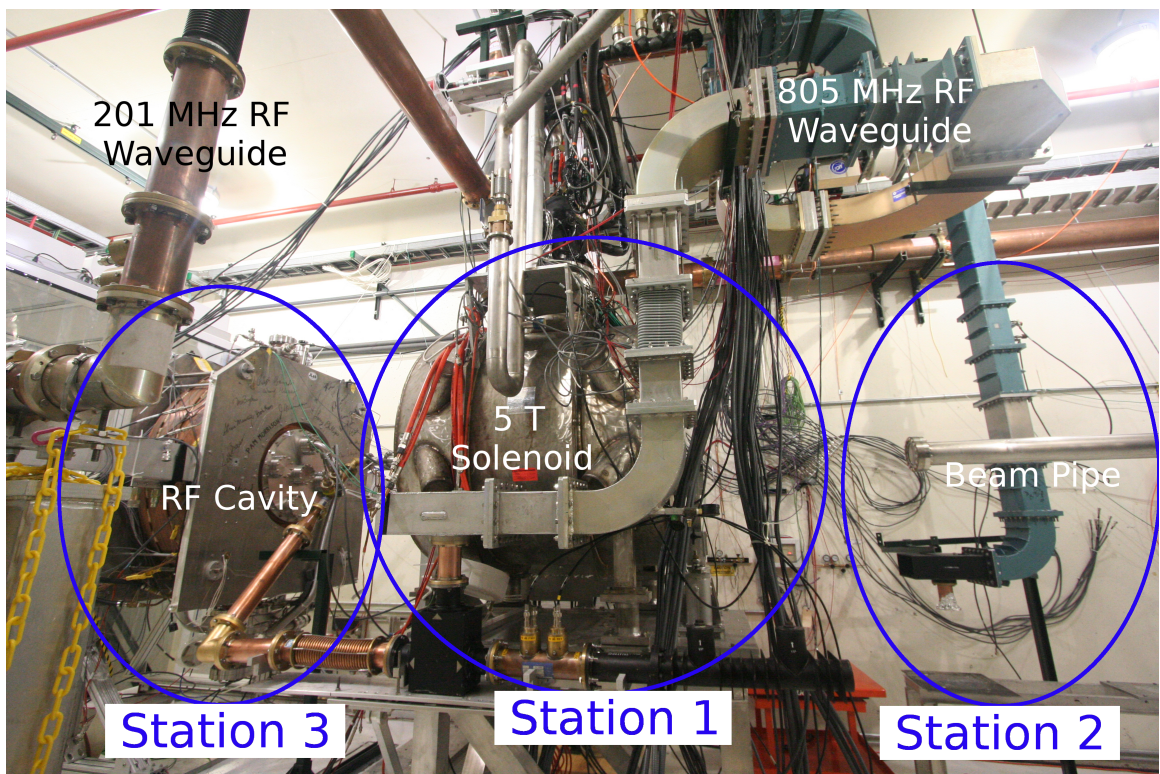 201 MHz RF
Waveguide
805 MHz RF
Waveguide
5 T
Solenoid
RF Cavity
Beam Pipe
Station 3
Station 1
Station 2